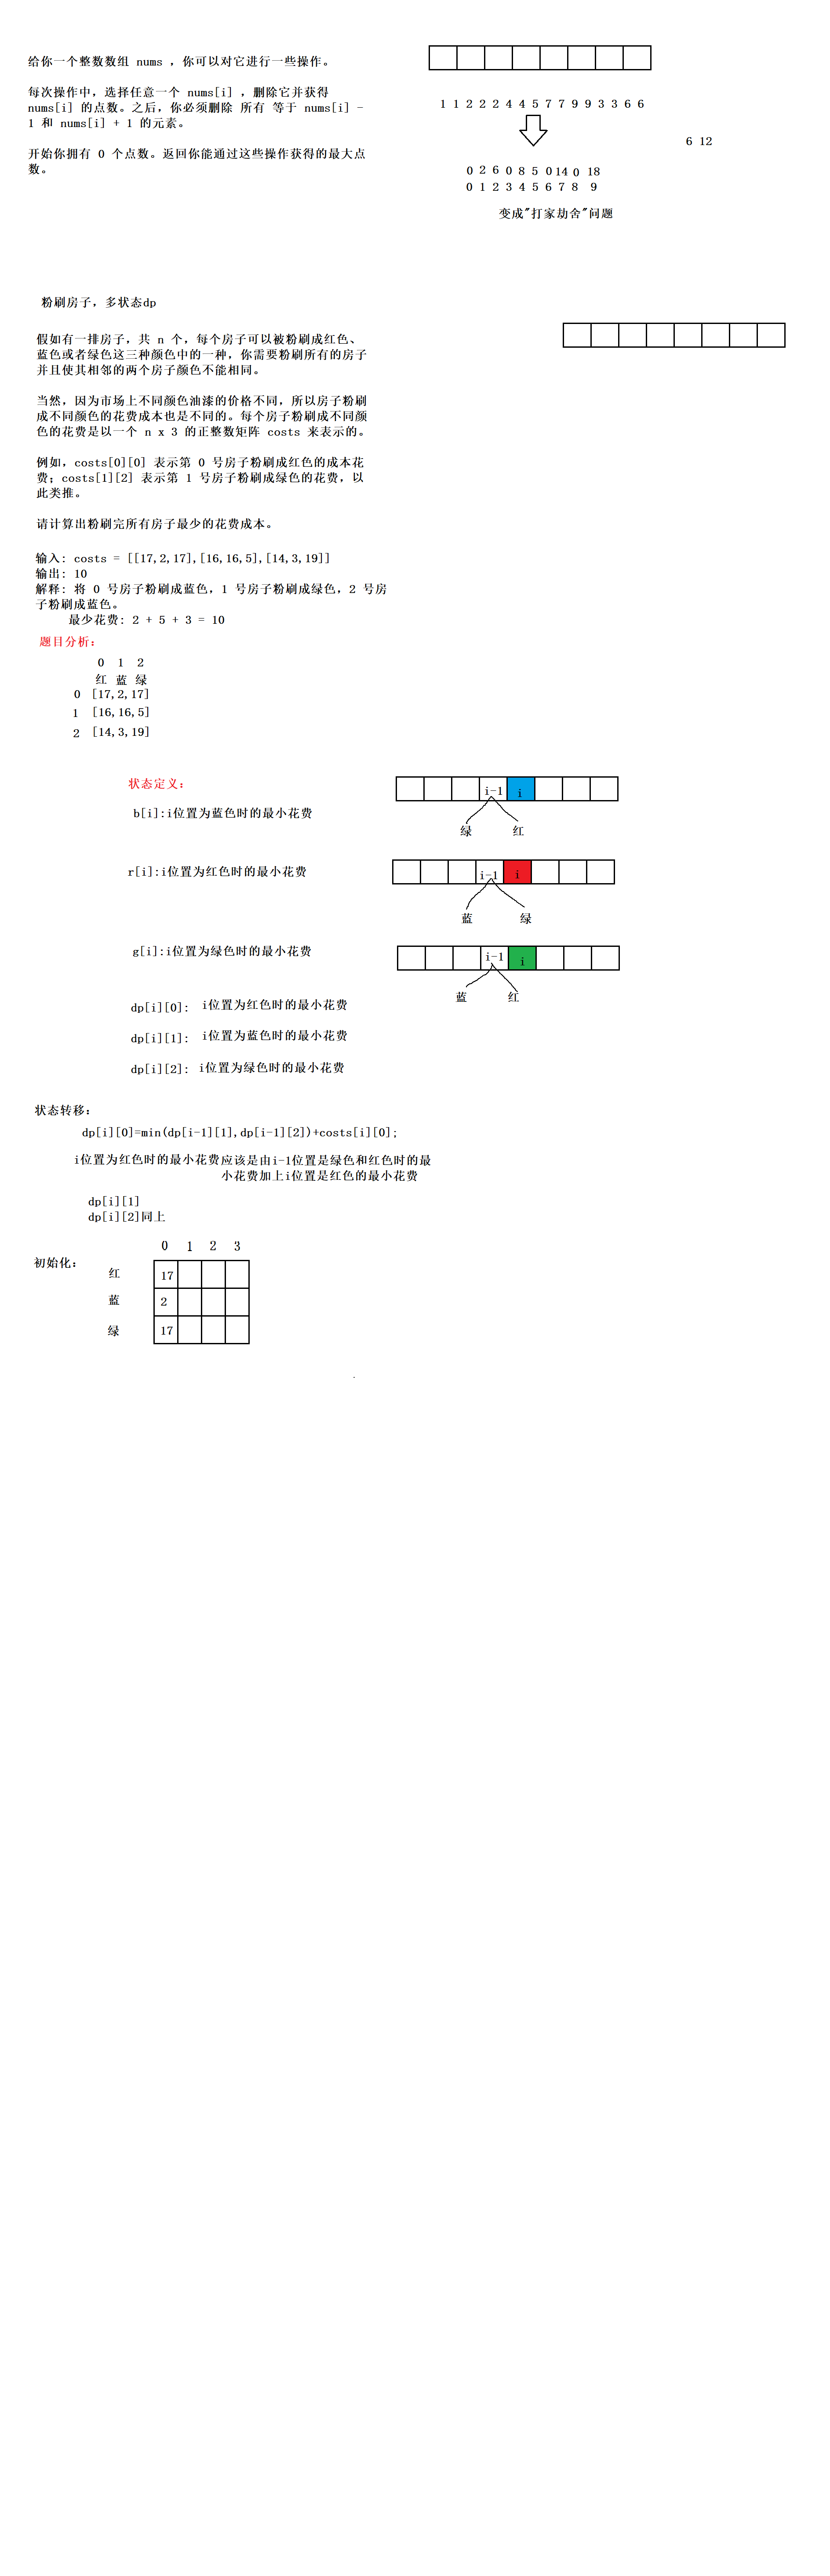 给你一个整数数组 nums ，你可以对它进行一些操作。
每次操作中，选择任意一个 nums[i] ，删除它并获得
nums[i] 的点数。之后，你必须删除 所有 等于 nums[i] -
1 和 nums[i] + 1 的元素。
开始你拥有 0 个点数。返回你能通过这些操作获得的最大点
数。
1 1 2 2 2 4 4 5 7 7 9 9 3 3 6 6
6 12
0 2 6 0 8 5 0 14 0 18
0 1 2 3 4 5 6 7 8 9
变成"打家劫舍"问题
粉刷房子，多状态dp
假如有一排房子，共 n 个，每个房子可以被粉刷成红色、
蓝色或者绿色这三种颜色中的一种，你需要粉刷所有的房子
并且使其相邻的两个房子颜色不能相同。
当然，因为市场上不同颜色油漆的价格不同，所以房子粉刷
成不同颜色的花费成本也是不同的。每个房子粉刷成不同颜
色的花费是以一个 n x 3 的正整数矩阵 costs 来表示的。
例如，costs[0][0] 表示第 0 号房子粉刷成红色的成本花
费；costs[1][2] 表示第 1 号房子粉刷成绿色的花费，以
此类推。
请计算出粉刷完所有房子最少的花费成本。
输入: costs = [[17,2,17],[16,16,5],[14,3,19]]
输出: 10
解释: 将 0 号房子粉刷成蓝色，1 号房子粉刷成绿色，2 号房
子粉刷成蓝色。
最少花费: 2 + 5 + 3 = 10
题目分析：
0 1 2
红 蓝 绿
0 [17,2,17]
1 [16,16,5]
2 [14,3,19]
状态定义：
i-1 i
b[i]:i位置为蓝色时的最小花费
绿 红
r[i]:i位置为红色时的最小花费
i-1 i
蓝 绿
g[i]:i位置为绿色时的最小花费
i-1 i
蓝 红
dp[i][0]: i位置为红色时的最小花费
dp[i][1]: i位置为蓝色时的最小花费
dp[i][2]: i位置为绿色时的最小花费
状态转移：
dp[i][0]=min(dp[i-1][1],dp[i-1][2])+costs[i][0];
i位置为红色时的最小花费应该是由i-1位置是绿色和红色时的最
小花费加上i位置是红色的最小花费
dp[i][1]
dp[i][2]同上
0 1 2 3
初始化：
红 17
蓝 2
绿 17